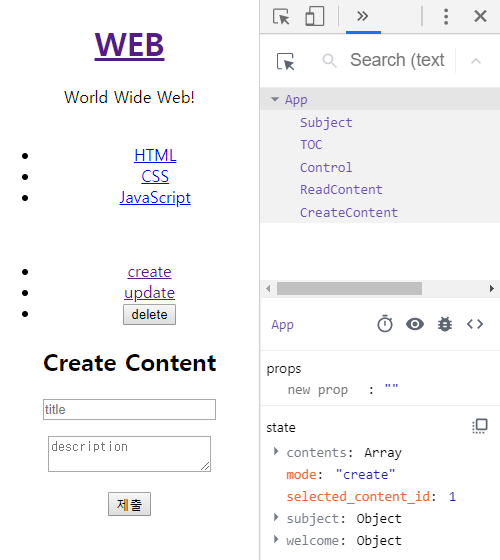 WEB
World Wide Web!
HTML
CSS
JavaScript
create
update
delete
Create Content
title
description
제출
Search (text
App
Subject
TOC
Control
ReadContent
CreateContent
App
props
new prop : ""
state
contents: Array
mode: "create"
selected_content_id: 1
subject: Object
welcome: Object